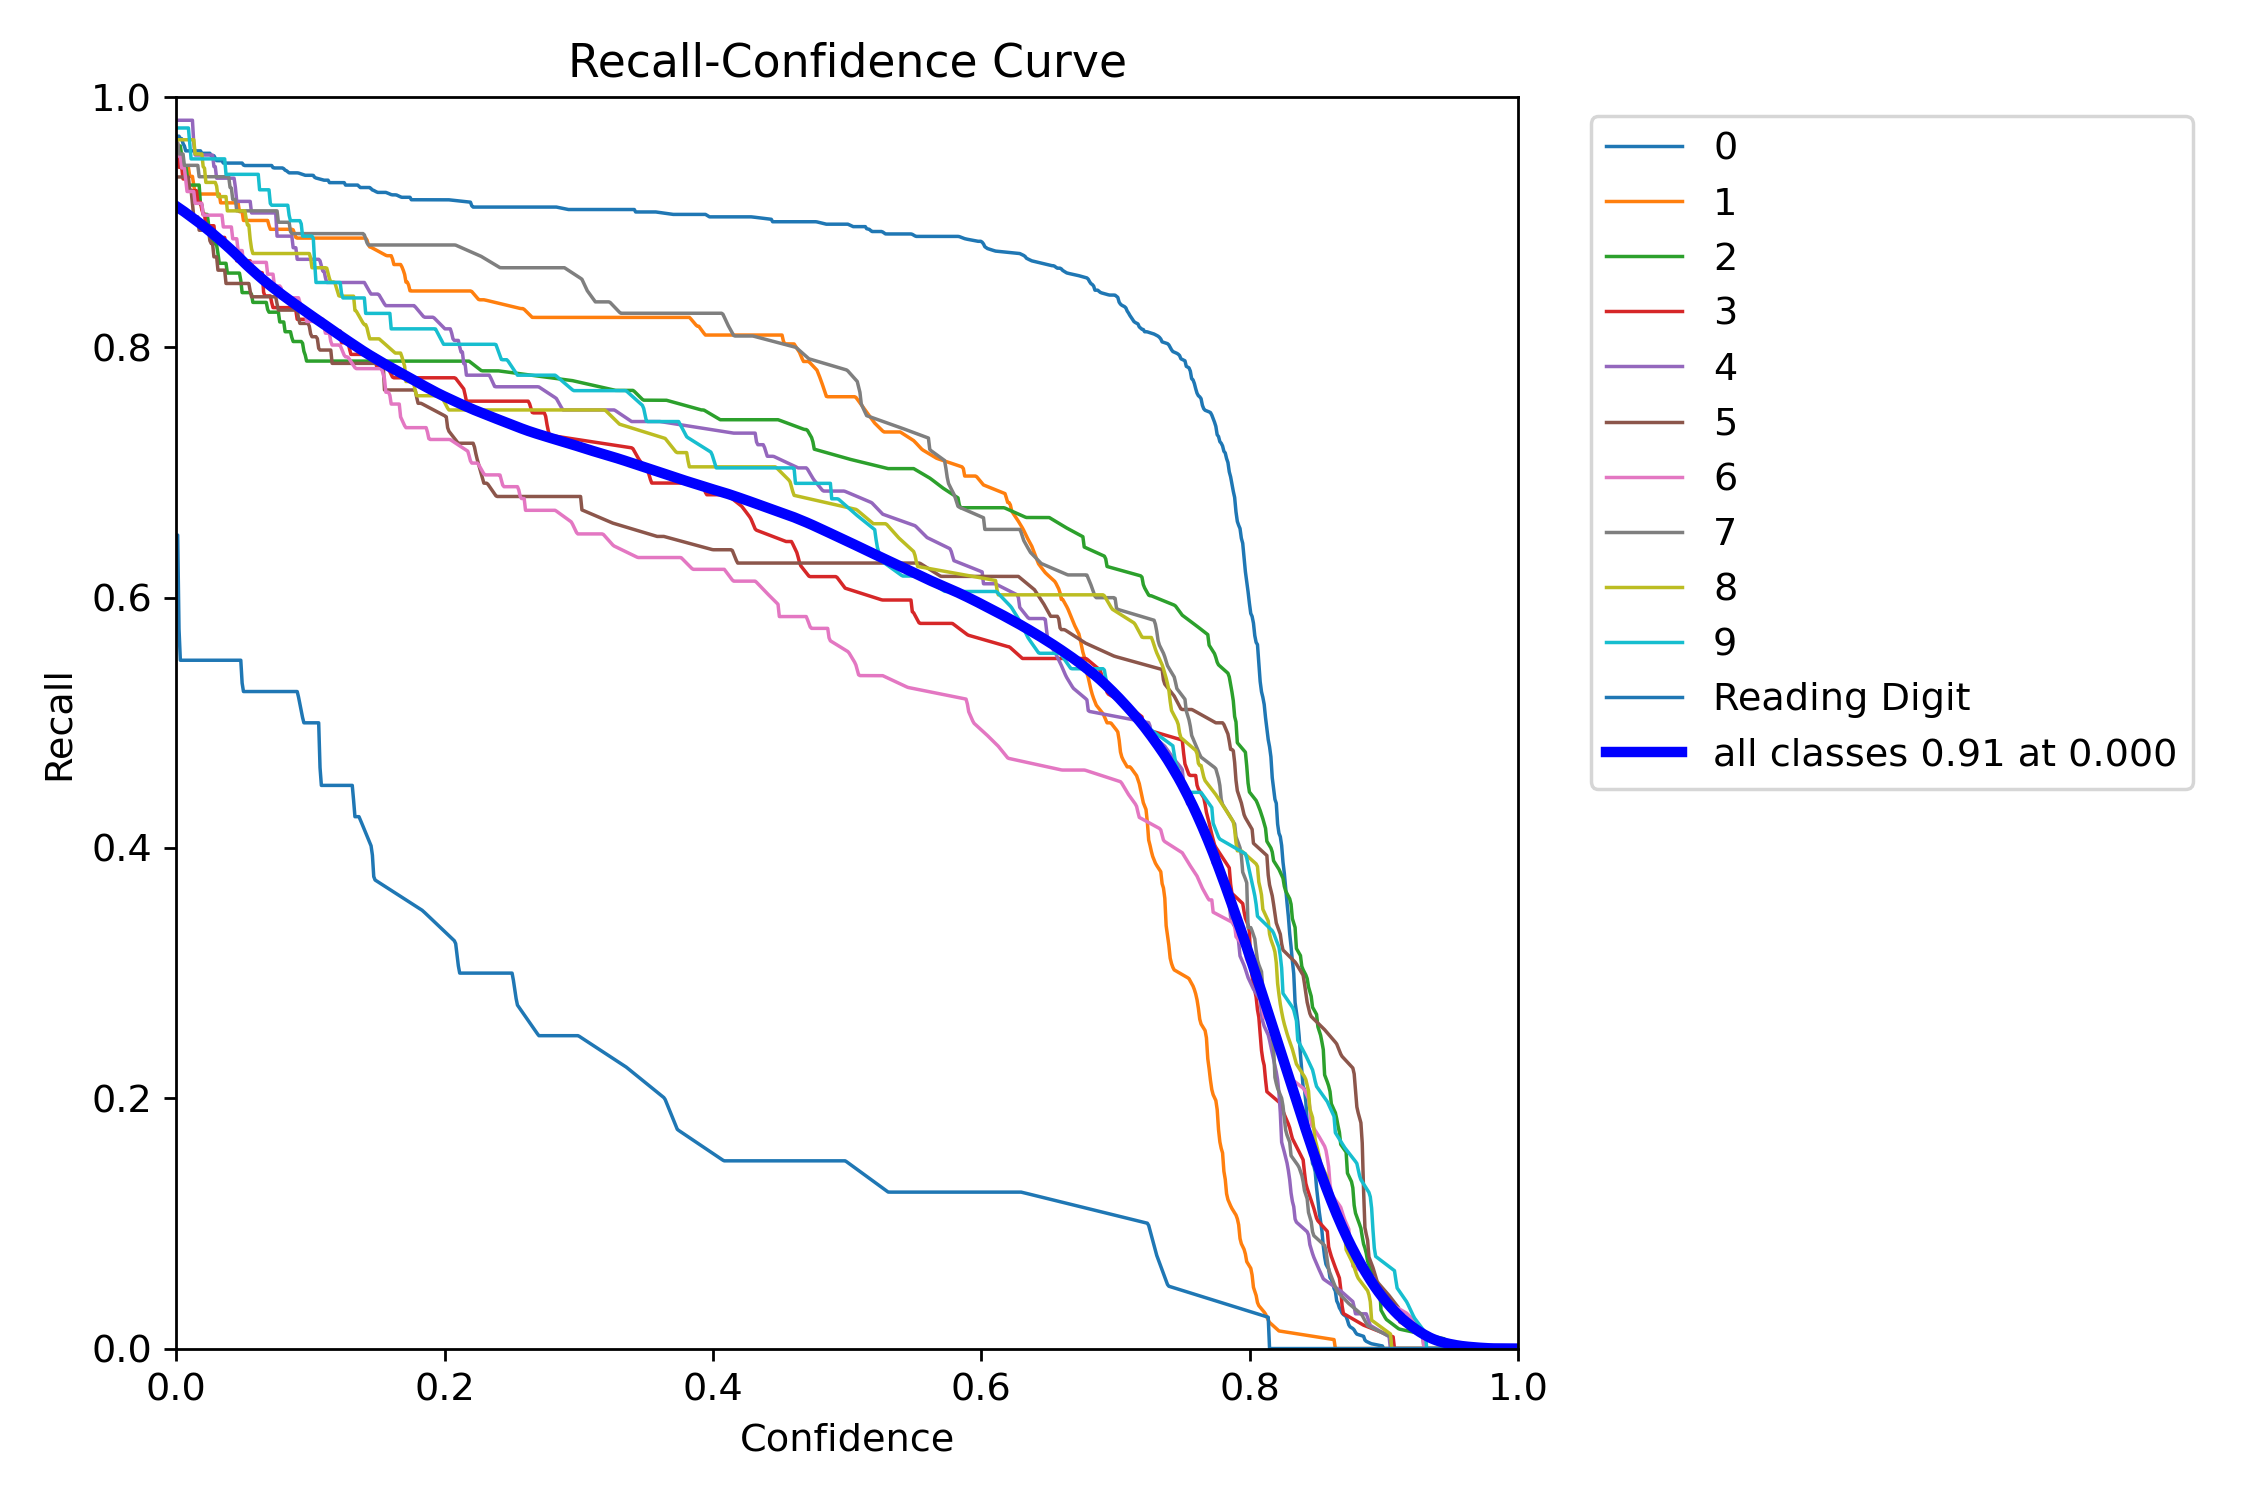 Recall-Confidence Curve
1.0
0.8
0.6
0.4
0.2
0.0
Recall
0.0 0.2 0.4 0.6 0.8 1.0
Confidence
0
1
2
3
4
5
6
7
8
9
Reading Digit
all classes 0.91 at 0.000